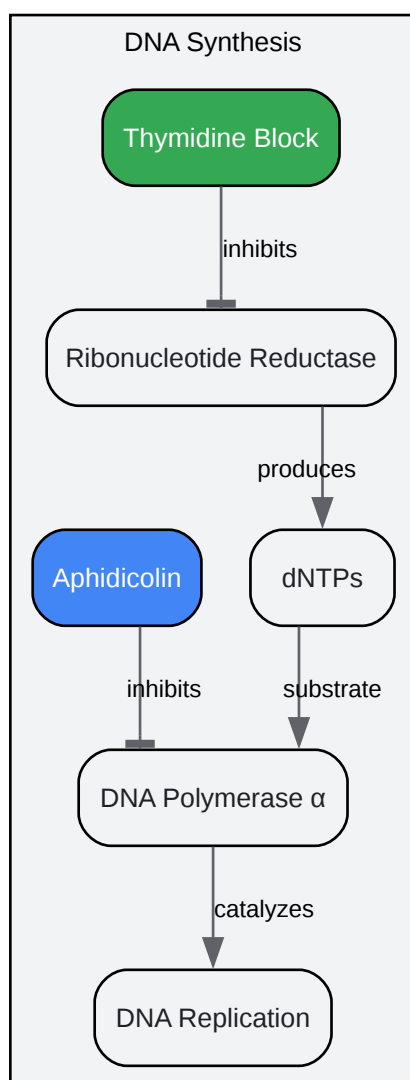 DNA Synthesis
Thymidine Block
inhibits
Ribonucleotide Reductase
produces
Aphidicolin
dNTPs
inhibits
substrate
DNA Polymerase α
catalyzes
DNA Replication